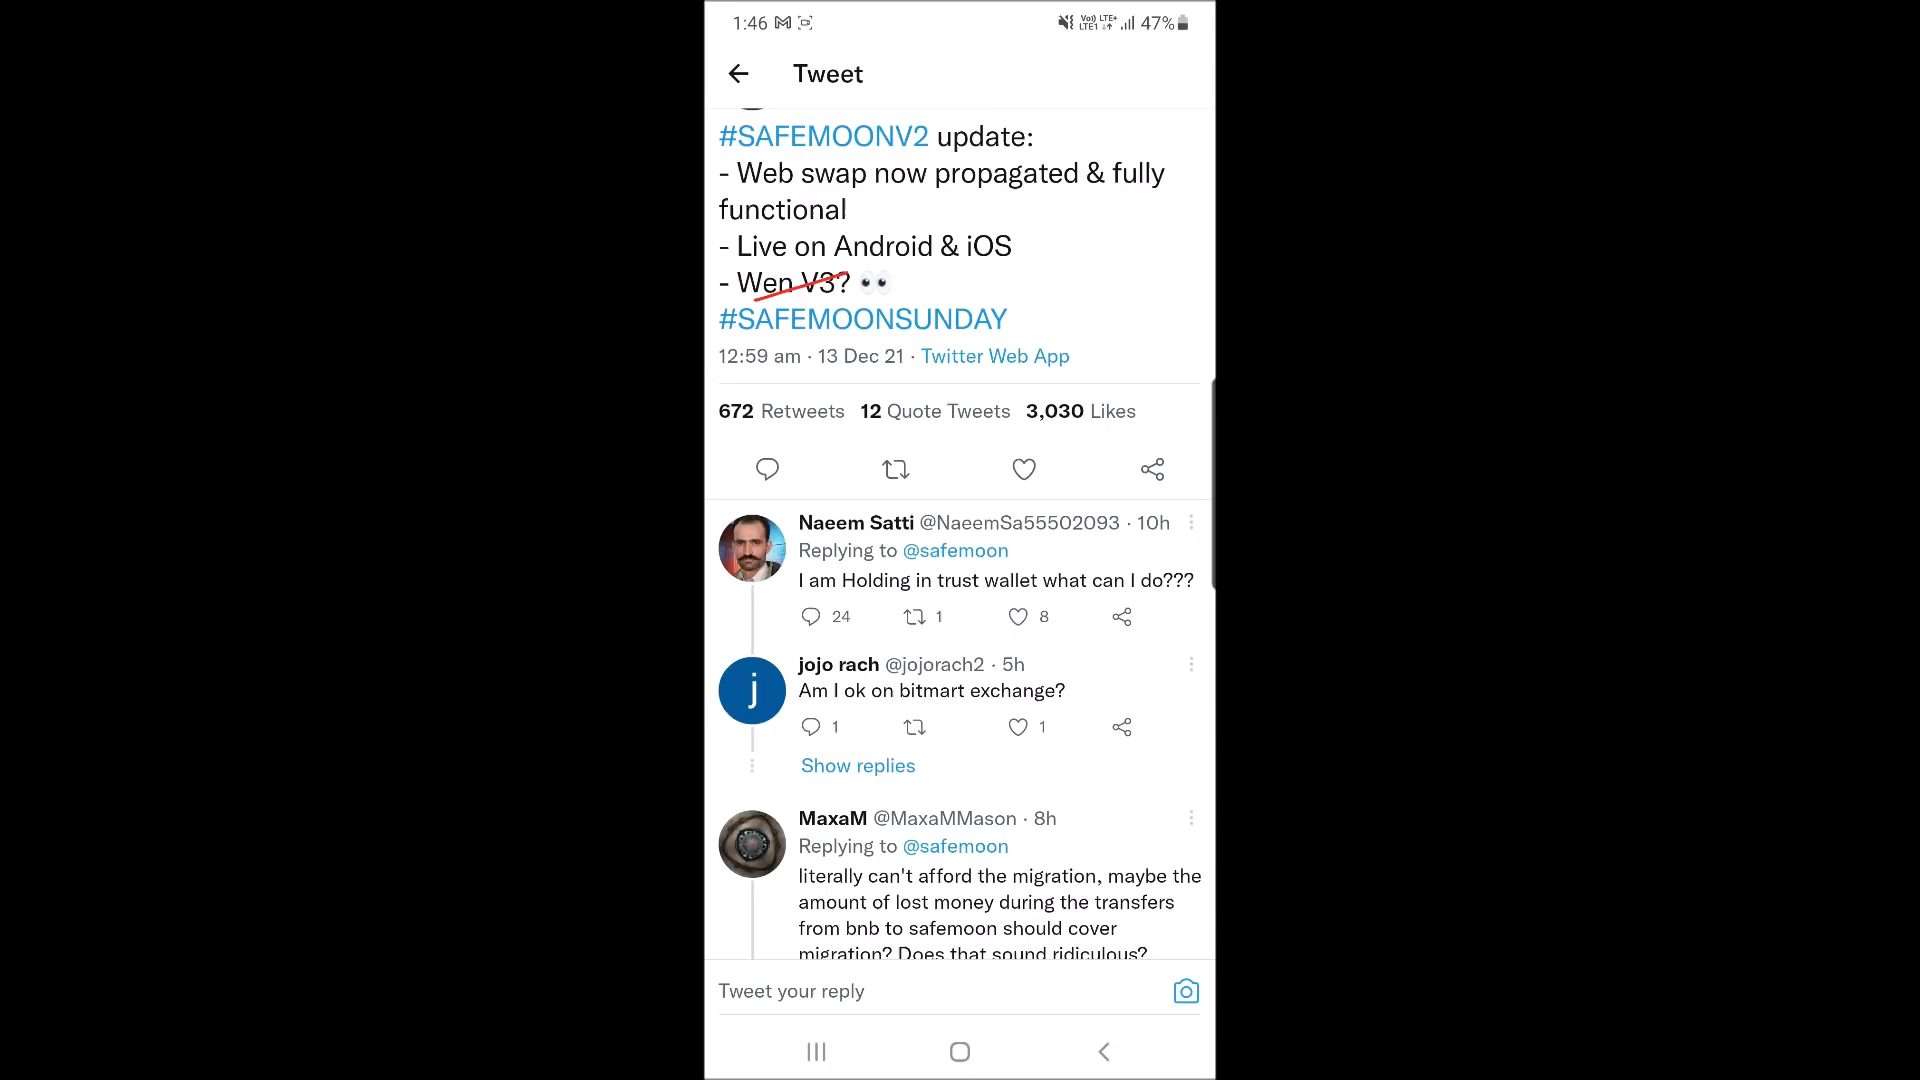 1:46 47%
Vo)) LTE+
LTE1
Tweet
#SAFEMOONV2 update:
- Web swap now propagated & fully
functional
- Live on Android & iOS
- Wen V3? 👀
#SAFEMOONSUNDAY
12:59 am · 13 Dec 21 · Twitter Web App
672 Retweets 12 Quote Tweets 3,030 Likes
Naeem Satti @NaeemSa55502093 · 10h
Replying to @safemoon
I am Holding in trust wallet what can I do???
24 1 8
j
jojo rach @jojorach2 · 5h
Am I ok on bitmart exchange?
1 1
Show replies
MaxaM @MaxaMMason · 8h
Replying to @safemoon
literally can't afford the migration, maybe the
amount of lost money during the transfers
from bnb to safemoon should cover
migration? Does that sound ridiculous?
Tweet your reply